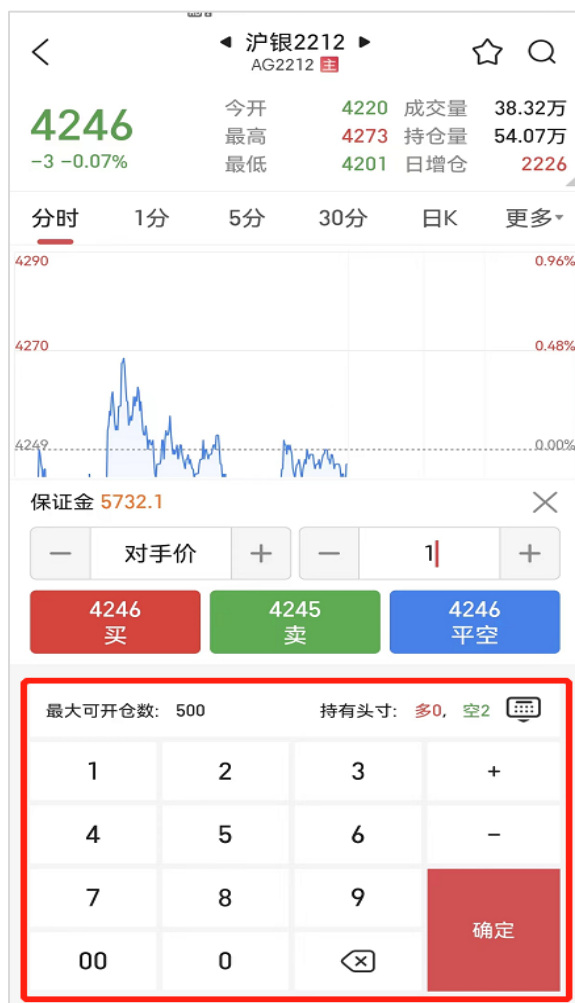 ◀ 沪银2212 ▶
AG2212 主
4246
-3 -0.07%
今开 4220 成交量 38.32万
最高 4273 持仓量 54.07万
最低 4201 日增仓 2226
分时 1分 5分 30分 日K 更多
4290 0.96%
4270 0.48%
4249 0.00%
保证金 5732.1
— 对手价 + — 1 +
4246 4245 4246
买 卖 平空
最大可开仓数: 500 持有头寸: 多0, 空2
1 2 3 +
4 5 6 −
7 8 9
确定
00 0